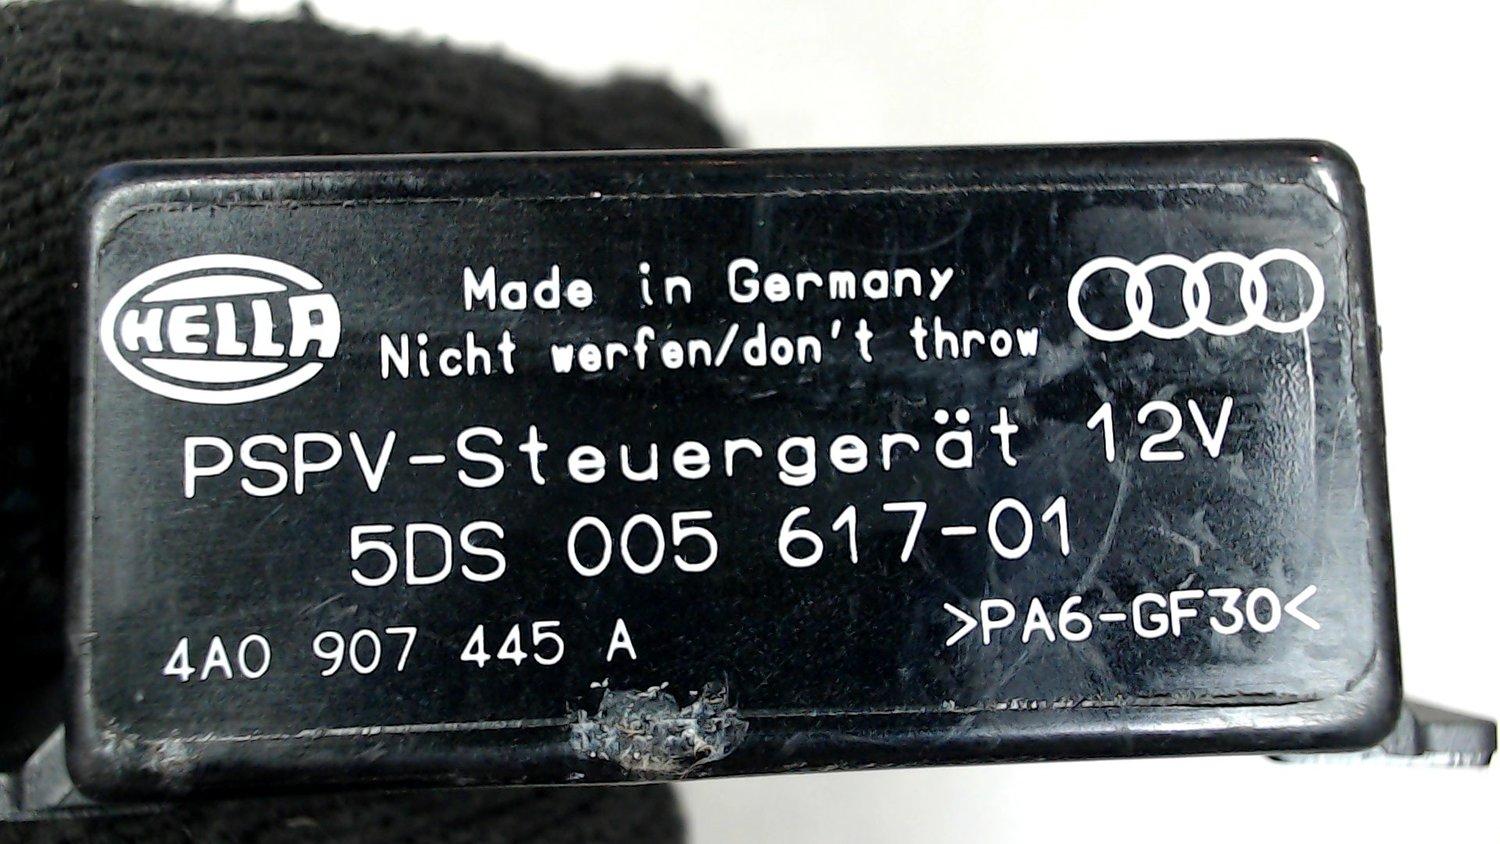 HELLA
Made in Germany
Nicht werfen/don't throw
PSPV-Steuergerät 12V
5DS 005 617-01
4A0 907 445 A
>PA6-GF30<